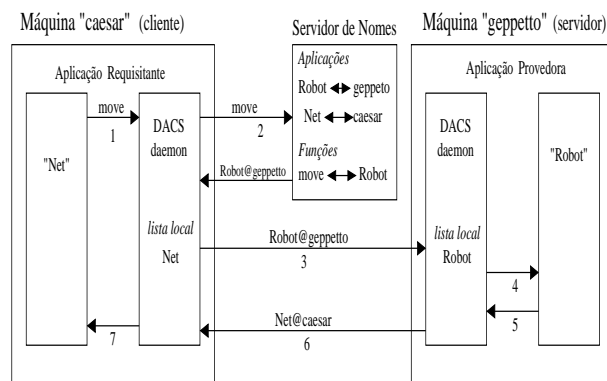 Máquina "caesar" (cliente)
Aplicação Requisitante
"Net"
move
1
DACS
daemon
lista local
Net
7
move
2
Robot@geppetto
Robot@geppetto
3
Net@caesar
6
Servidor de Nomes
Aplicações
Robot geppeto
Net caesar
Funções
move Robot
Máquina "geppetto" (servidor)
Aplicação Provedora
DACS
daemon
lista local
Robot
4
5
"Robot"